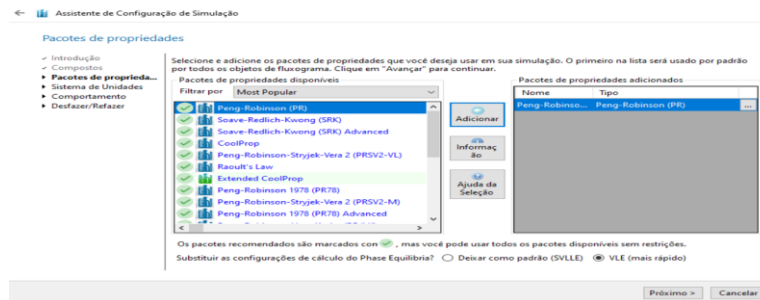 Assistente de Configuração de Simulação
Pacotes de propriedades
Introdução
Compostos
Pacotes de proprieda...
Sistema de Unidades
Comportamento
Desfazer/Refazer
Selecione e adicione os pacotes de propriedades que você deseja usar em sua simulação. O primeiro na lista será usado por padrão
por todos os objetos de fluxograma. Clique em "Avançar" para continuar.
Pacotes de propriedades disponíveis
Filtrar por Most Popular
Peng-Robinson (PR)
Soave-Redlich-Kwong (SRK)
Soave-Redlich-Kwong (SRK) Advanced
CoolProp
Peng-Robinson-Stryjek-Vera 2 (PRSV2-VL)
Raoult's Law
Extended CoolProp
Peng-Robinson 1978 (PR78)
Peng-Robinson-Stryjek-Vera 2 (PRSV2-M)
Peng-Robinson 1978 (PR78) Advanced
Adicionar
Informaç
ão
Ajuda da
Seleção
Pacotes de propriedades adicionados
Nome Tipo
Peng-Robinso... Peng-Robinson (PR) ...
Os pacotes recomendados são marcados con , mas você pode usar todos os pacotes disponíveis sem restrições.
Substituir as configurações de cálculo do Phase Equilibria? Deixar como padrão (SVLLE) VLE (mais rápido)
Próximo > Cancelar